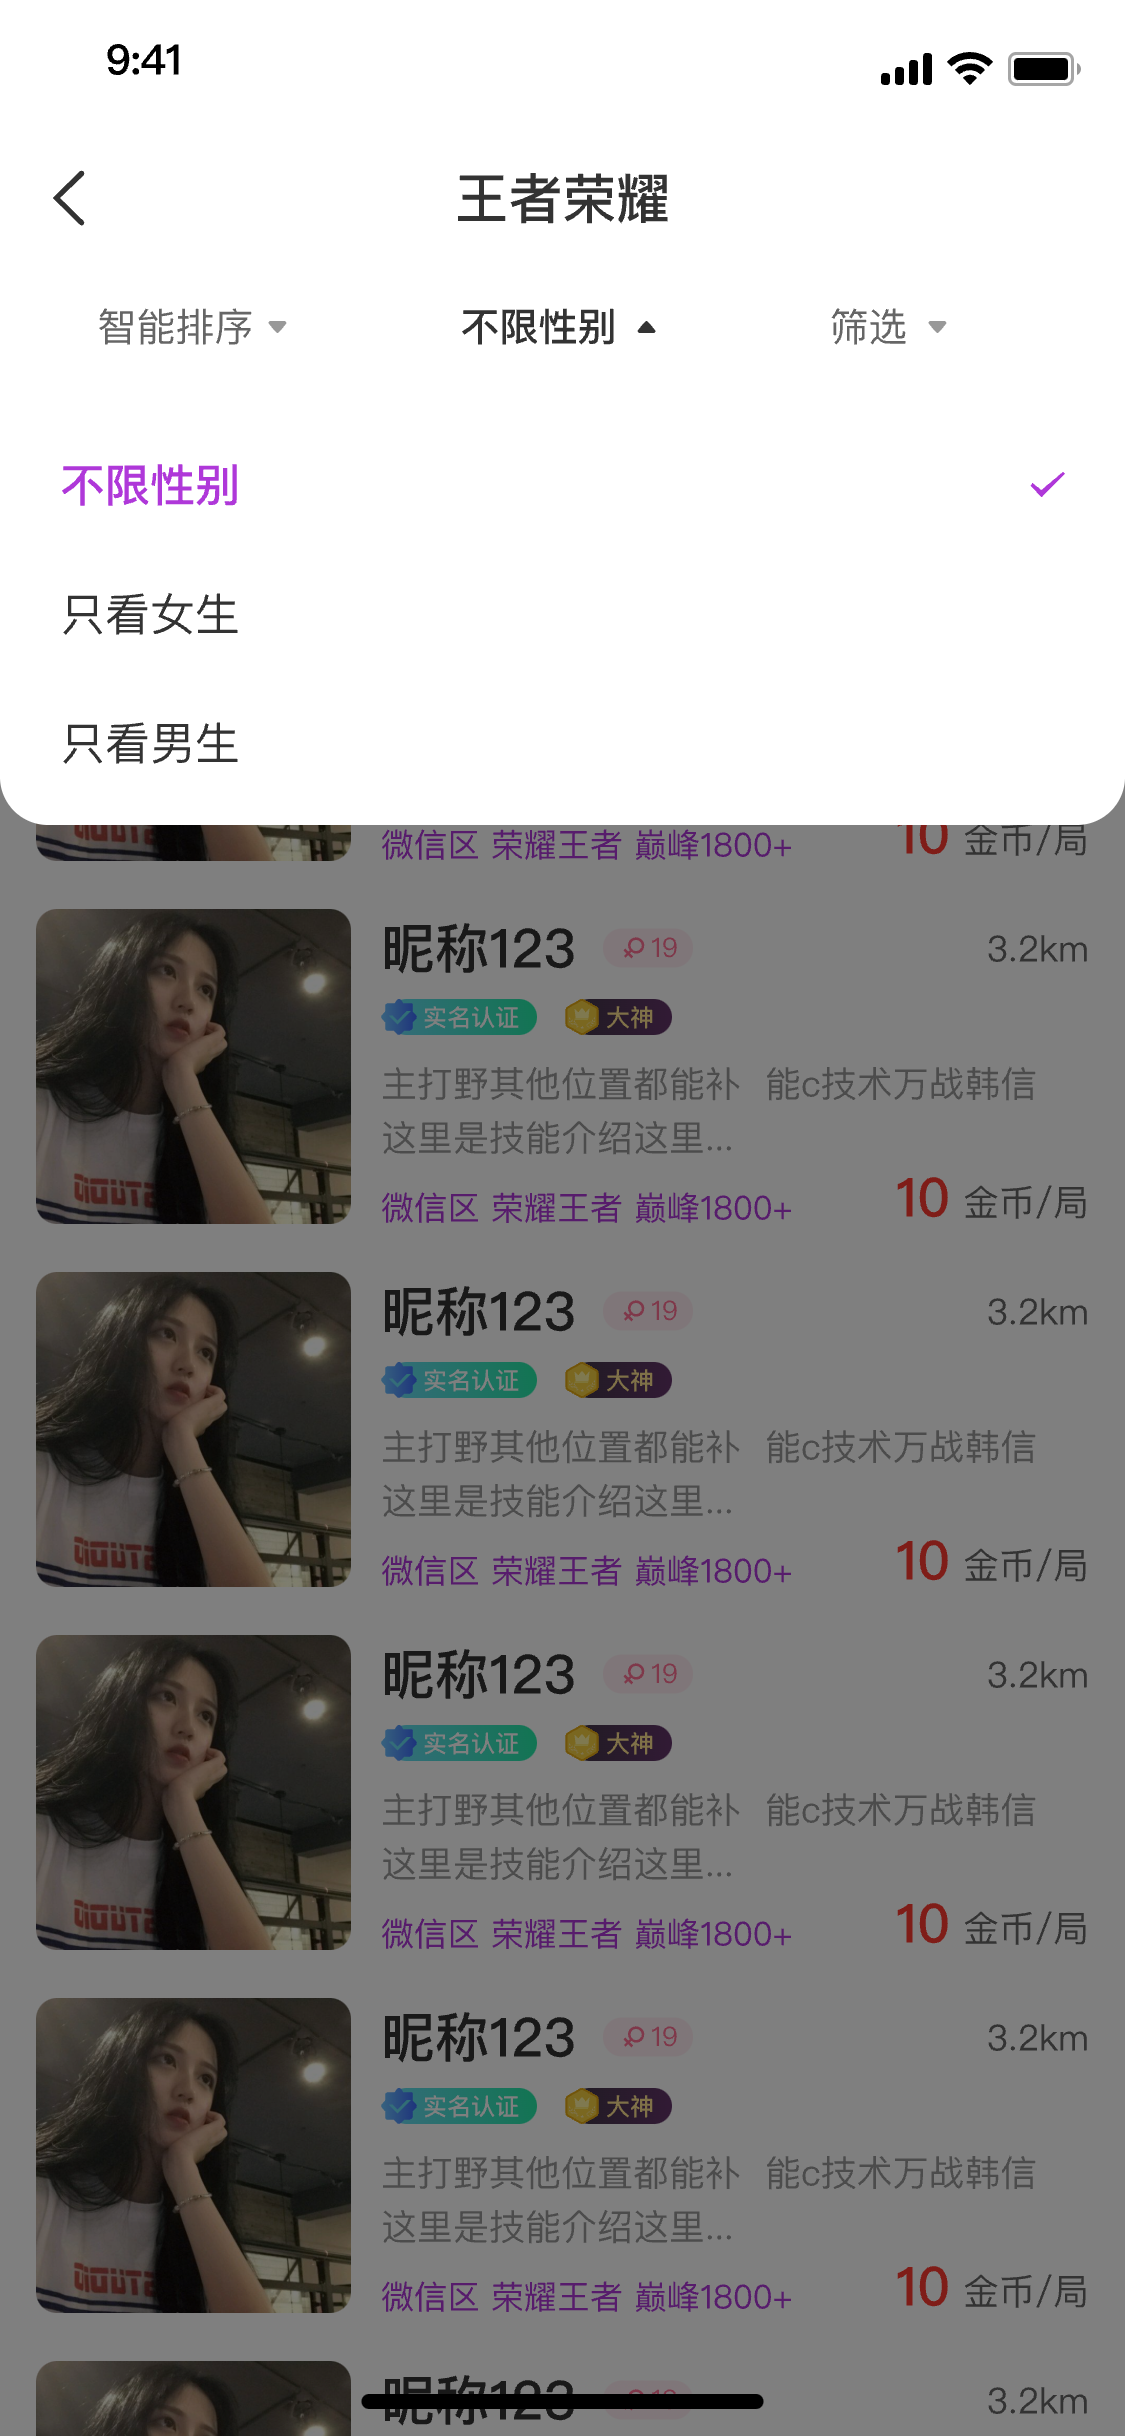 9:41
王者荣耀
智能排序 不限性别 筛选
不限性别
只看女生
只看男生
微信区 荣耀王者 巅峰1800+ 10 金币/局
昵称123 19 3.2km
实名认证 大神
主打野其他位置都能补 能c技术万战韩信
这里是技能介绍这里...
微信区 荣耀王者 巅峰1800+ 10 金币/局
昵称123 19 3.2km
实名认证 大神
主打野其他位置都能补 能c技术万战韩信
这里是技能介绍这里...
微信区 荣耀王者 巅峰1800+ 10 金币/局
昵称123 19 3.2km
实名认证 大神
主打野其他位置都能补 能c技术万战韩信
这里是技能介绍这里...
微信区 荣耀王者 巅峰1800+ 10 金币/局
昵称123 19 3.2km
实名认证 大神
主打野其他位置都能补 能c技术万战韩信
这里是技能介绍这里...
微信区 荣耀王者 巅峰1800+ 10 金币/局
昵称123 19 3.2km